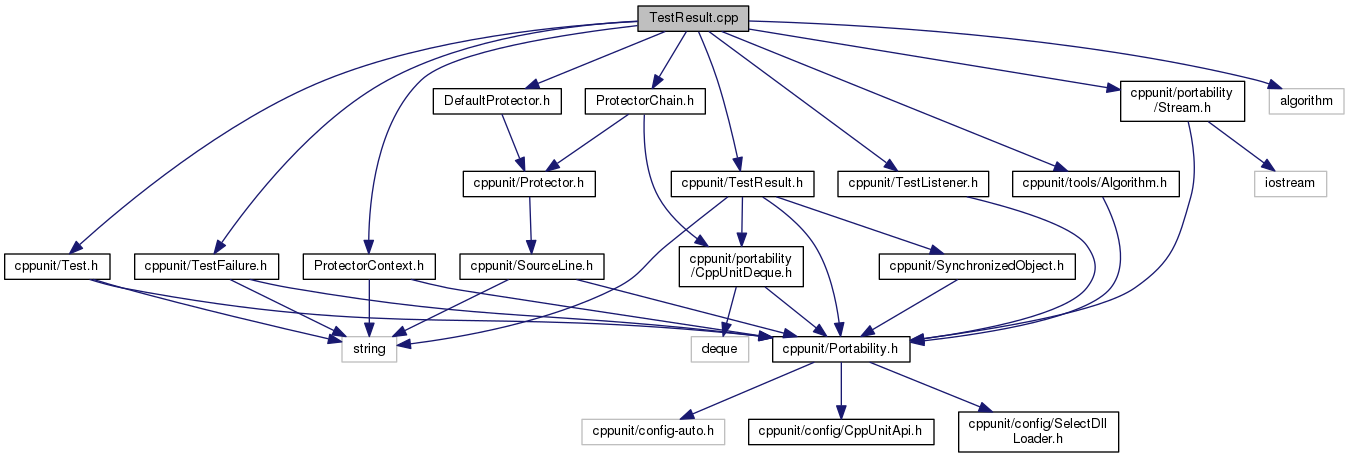 TestResult.cpp
DefaultProtector.h
ProtectorChain.h
cppunit/portability
/Stream.h
algorithm
cppunit/Protector.h
cppunit/TestResult.h
cppunit/TestListener.h
cppunit/tools/Algorithm.h
iostream
cppunit/Test.h
cppunit/TestFailure.h
ProtectorContext.h
cppunit/SourceLine.h
cppunit/portability
/CppUnitDeque.h
cppunit/SynchronizedObject.h
string
deque
cppunit/Portability.h
cppunit/config-auto.h
cppunit/config/CppUnitApi.h
cppunit/config/SelectDll
Loader.h